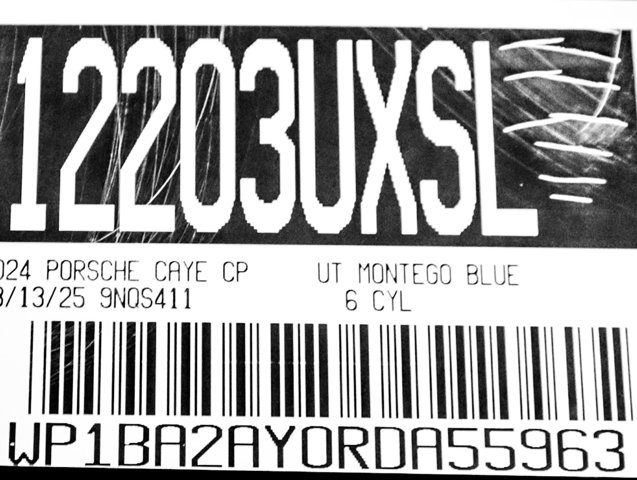 12203UXSL
024 PORSCHE CAYE CP UT MONTEGO BLUE
3/13/25 9NQS411 6 CYL
WP1BA2AY0RDA55963